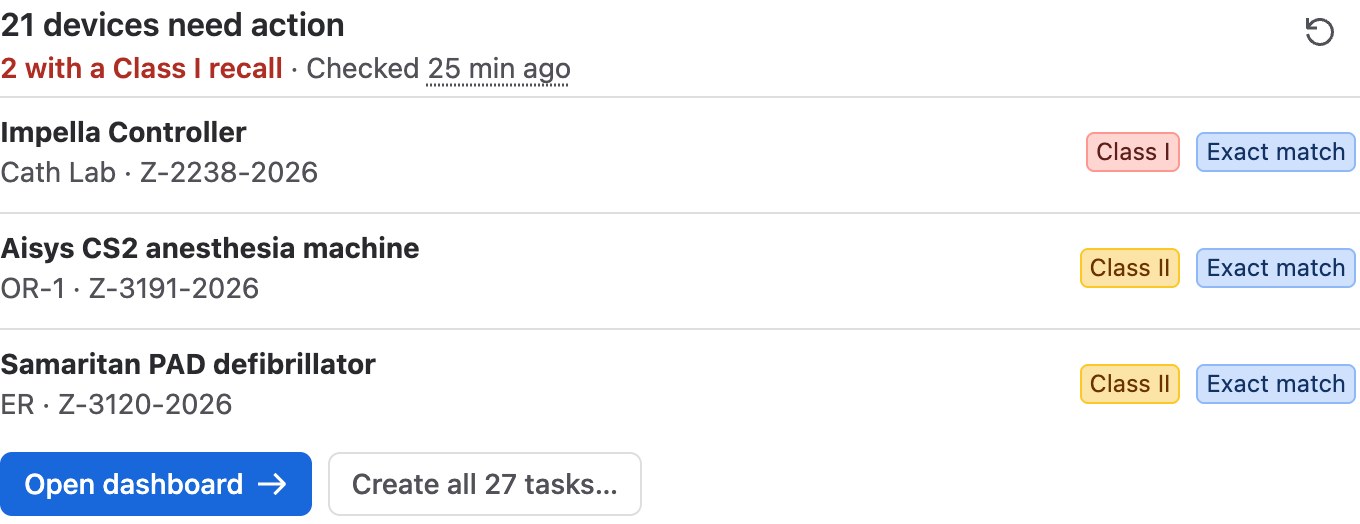 21 devices need action
2 with a Class I recall · Checked 25 min ago
Impella Controller
Class I
Exact match
Cath Lab · Z-2238-2026
Aisys CS2 anesthesia machine
Class II
Exact match
OR-1 · Z-3191-2026
Samaritan PAD defibrillator
Class II
Exact match
ER · Z-3120-2026
Open dashboard →
Create all 27 tasks...